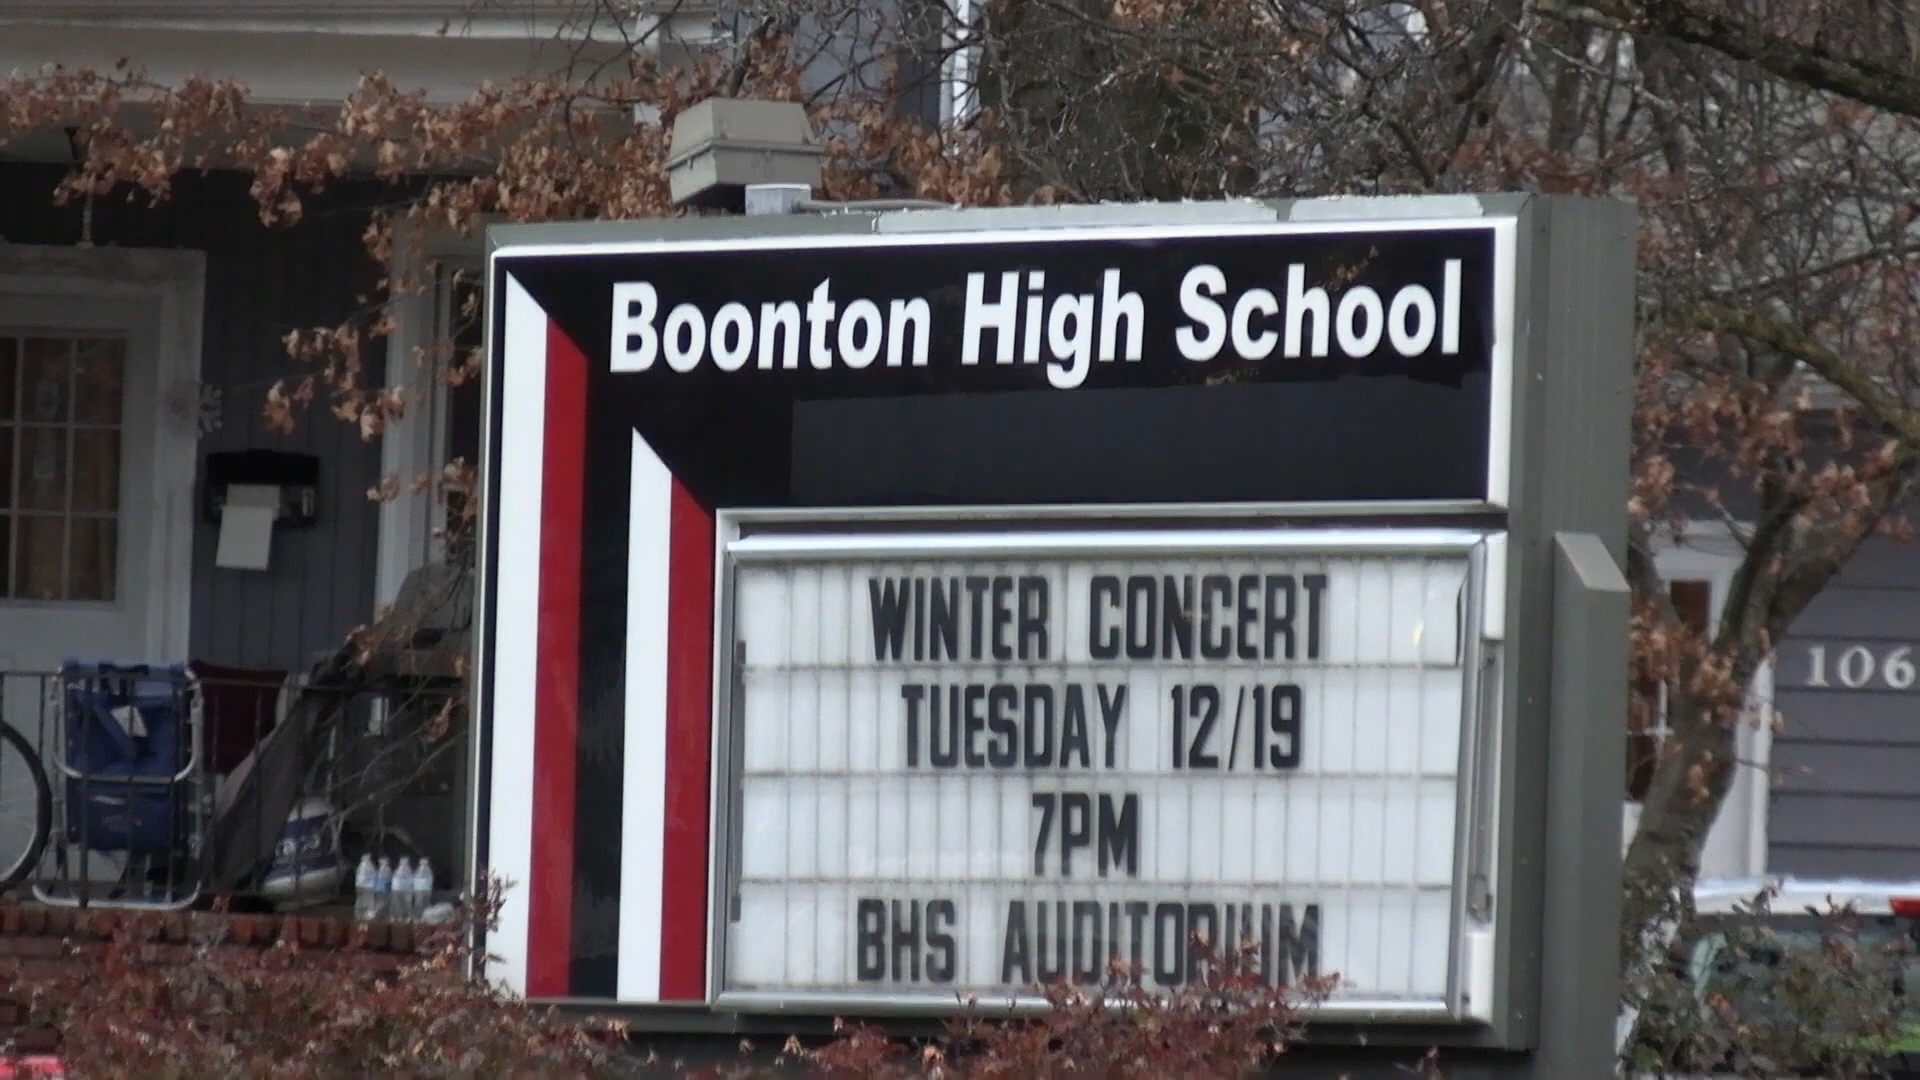 Boonton High School
WINTER CONCERT
TUESDAY 12/19
7PM
BHS AUDITORIUM
106